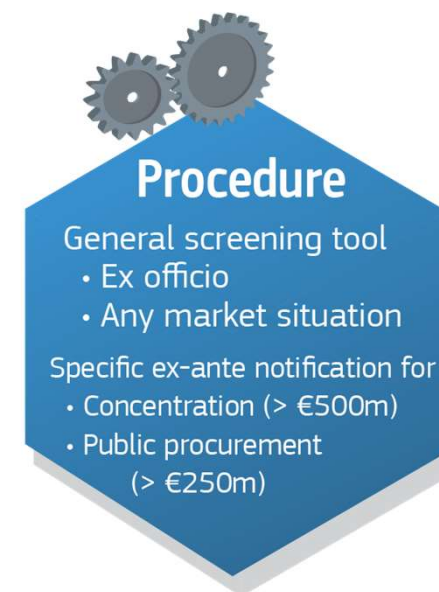 Procedure
General screening tool
• Ex officio
• Any market situation
Specific ex-ante notification for
• Concentration (> €500m)
• Public procurement
(> €250m)